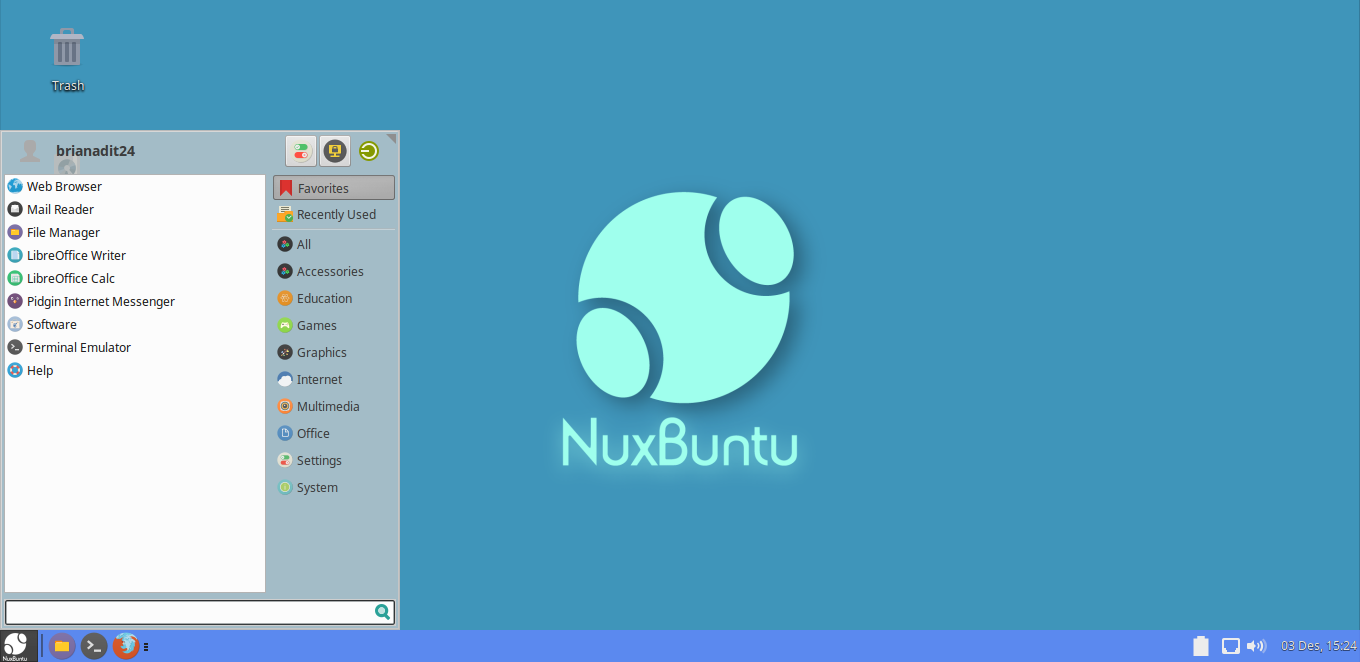 Trash
brianadit24
Web Browser
Mail Reader
File Manager
LibreOffice Writer
LibreOffice Calc
Pidgin Internet Messenger
Software
Terminal Emulator
Help
Favorites
Recently Used
All
Accessories
Education
Games
Graphics
Internet
Multimedia
Office
Settings
System
NuxBuntu
NuxBuntu
03 Des, 15:24